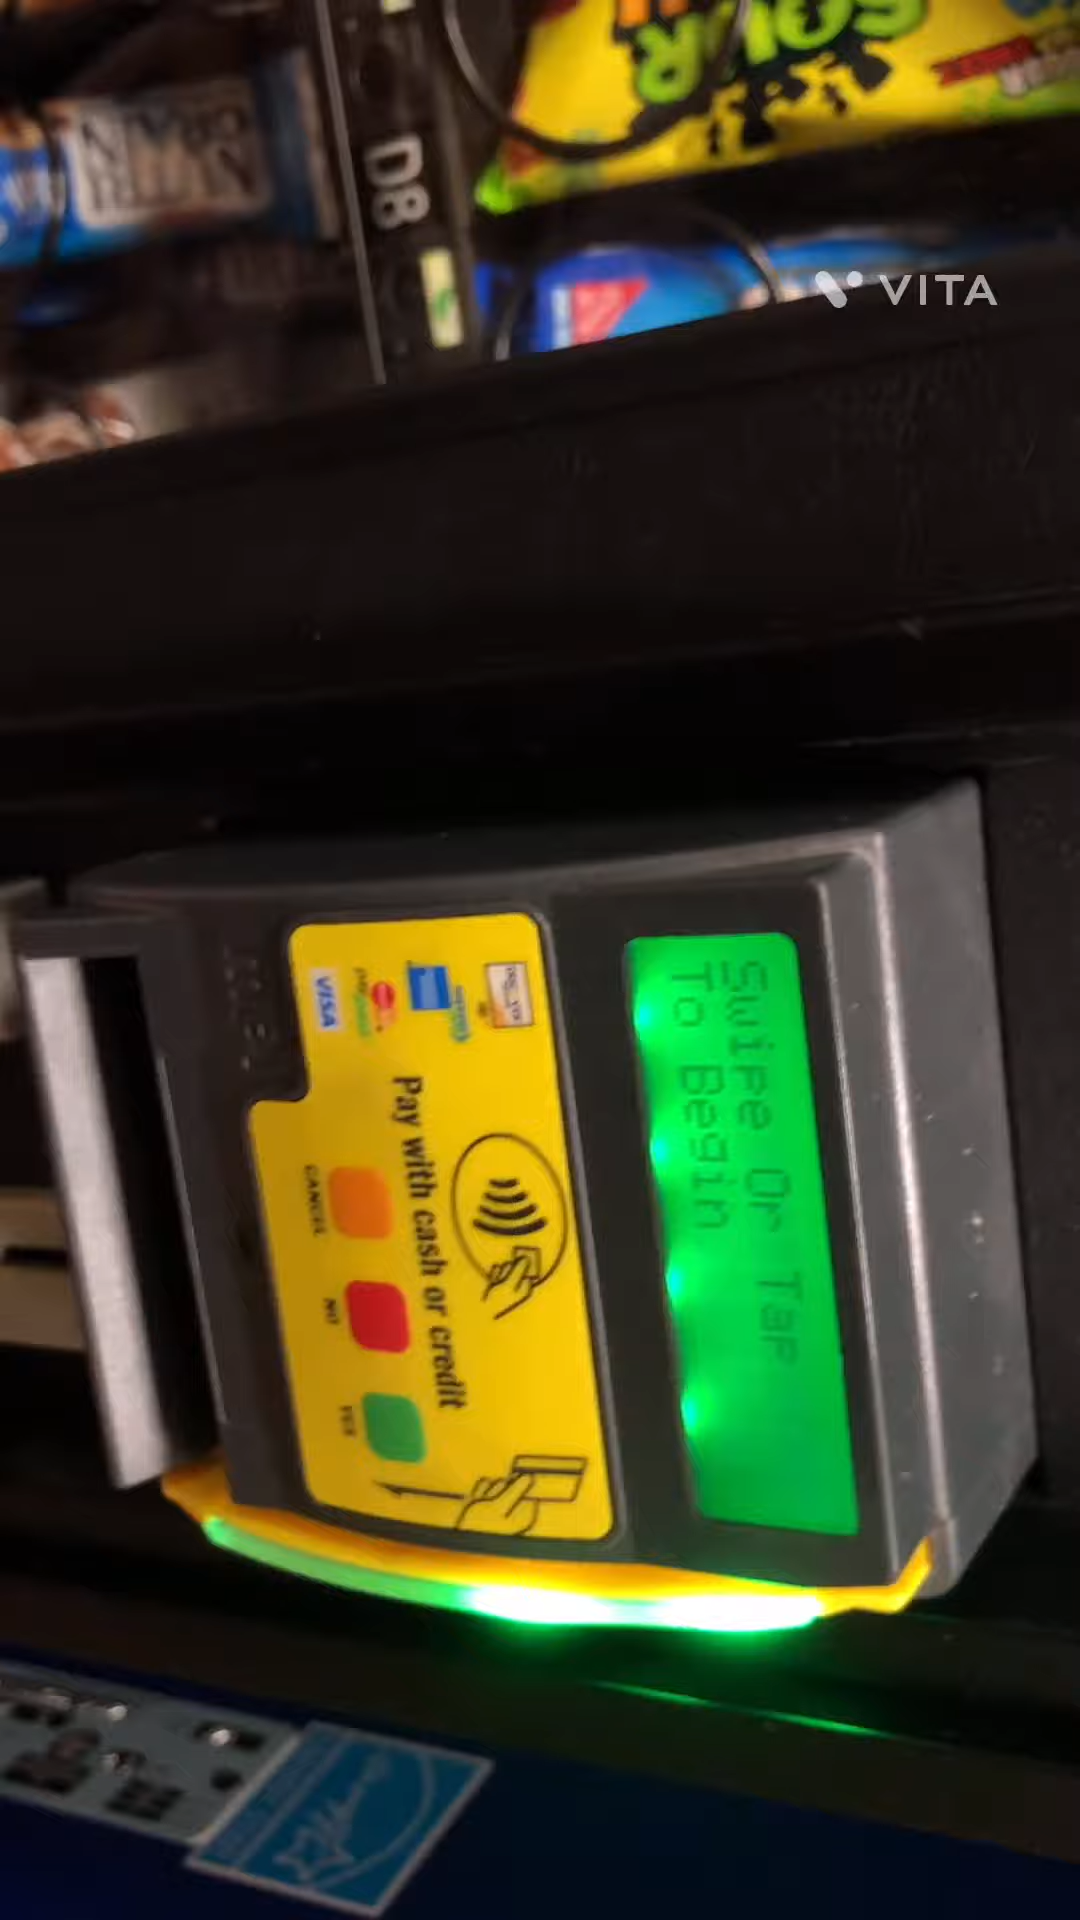 SOUR
D8
VITA
Swipe Or Tap
To Begin
Pay with cash or credit
VISA
CANCEL
NO
YES